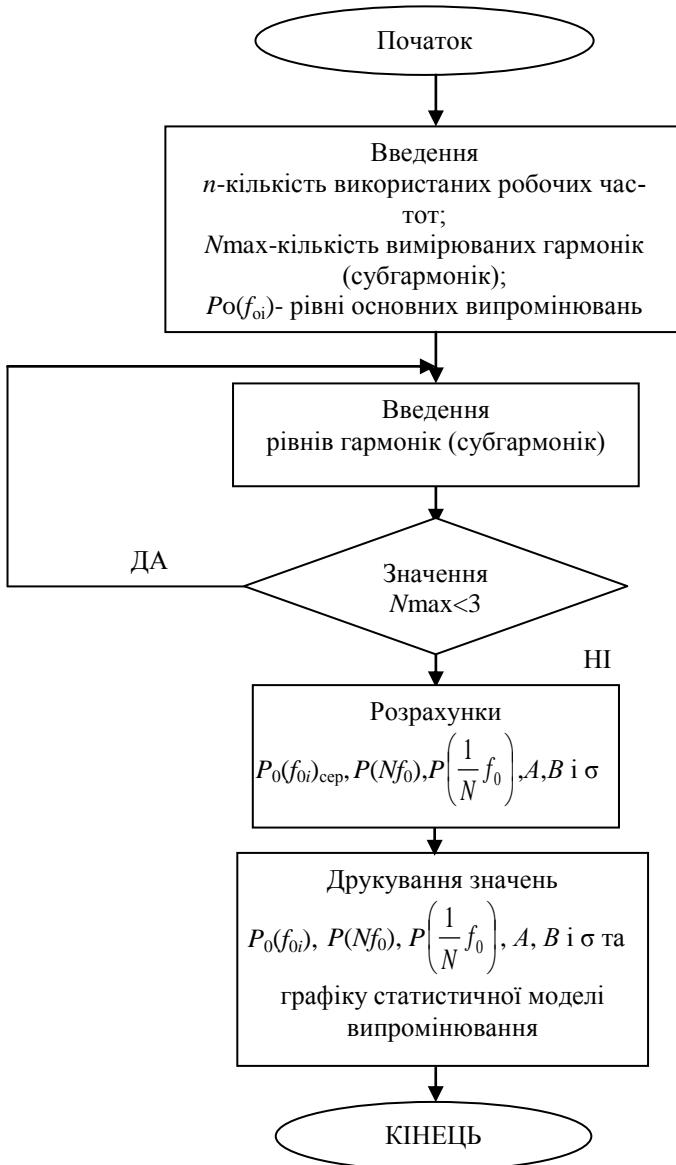 Початок
Введення
n-кількість використаних робочих час-
тот;
Nmax-кількість вимірюваних гармонік
(субгармонік);
Pо(fоі)- рівні основних випромінювань
Введення
рівнів гармонік (субгармонік)
ДА
Значення
Nmax<3
НІ
Розрахунки
P₀(f₀ᵢ)сер, P(Nf₀), P(1/N f₀), A, B і σ
Друкування значень
P₀(f₀ᵢ), P(Nf₀), P(1/N f₀), A, B і σ та
графіку статистичної моделі
випромінювання
КІНЕЦЬ